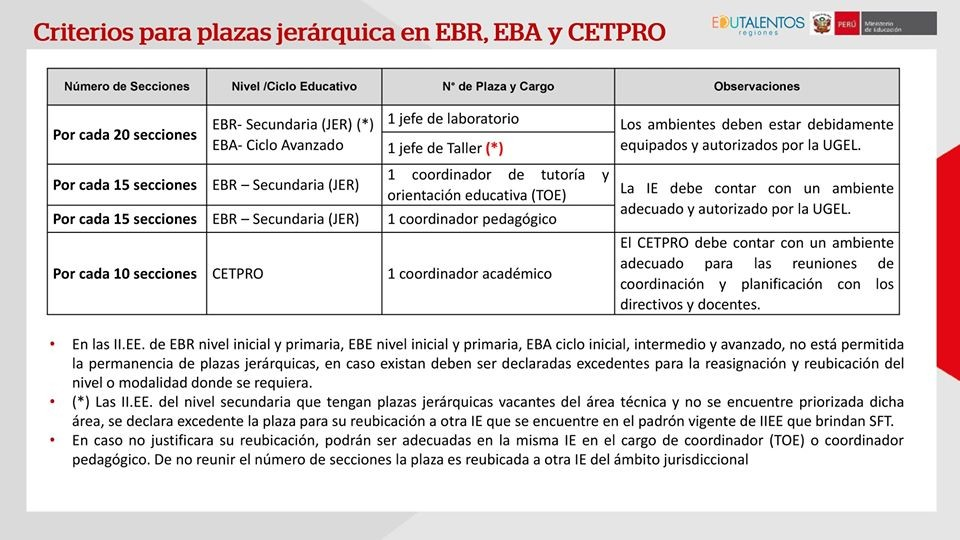 Criterios para plazas jerárquica en EBR, EBA y CETPRO
EDUTALENTOS
regiones
PERÚ
Ministerio
de Educación
Número de Secciones
Nivel /Ciclo Educativo
N° de Plaza y Cargo
Observaciones
Por cada 20 secciones
EBR- Secundaria (JER) (*)
EBA- Ciclo Avanzado
1 jefe de laboratorio
1 jefe de Taller (*)
Los ambientes deben estar debidamente
equipados y autorizados por la UGEL.
Por cada 15 secciones
EBR – Secundaria (JER)
1 coordinador de tutoría y
orientación educativa (TOE)
La IE debe contar con un ambiente
adecuado y autorizado por la UGEL.
Por cada 15 secciones
EBR – Secundaria (JER)
1 coordinador pedagógico
Por cada 10 secciones
CETPRO
1 coordinador académico
El CETPRO debe contar con un ambiente
adecuado para las reuniones de
coordinación y planificación con los
directivos y docentes.
• En las II.EE. de EBR nivel inicial y primaria, EBE nivel inicial y primaria, EBA ciclo inicial, intermedio y avanzado, no está permitida
la permanencia de plazas jerárquicas, en caso existan deben ser declaradas excedentes para la reasignación y reubicación del
nivel o modalidad donde se requiera.
• (*) Las II.EE. del nivel secundaria que tengan plazas jerárquicas vacantes del área técnica y no se encuentre priorizada dicha
área, se declara excedente la plaza para su reubicación a otra IE que se encuentre en el padrón vigente de IIEE que brindan SFT.
• En caso no justificara su reubicación, podrán ser adecuadas en la misma IE en el cargo de coordinador (TOE) o coordinador
pedagógico. De no reunir el número de secciones la plaza es reubicada a otra IE del ámbito jurisdiccional